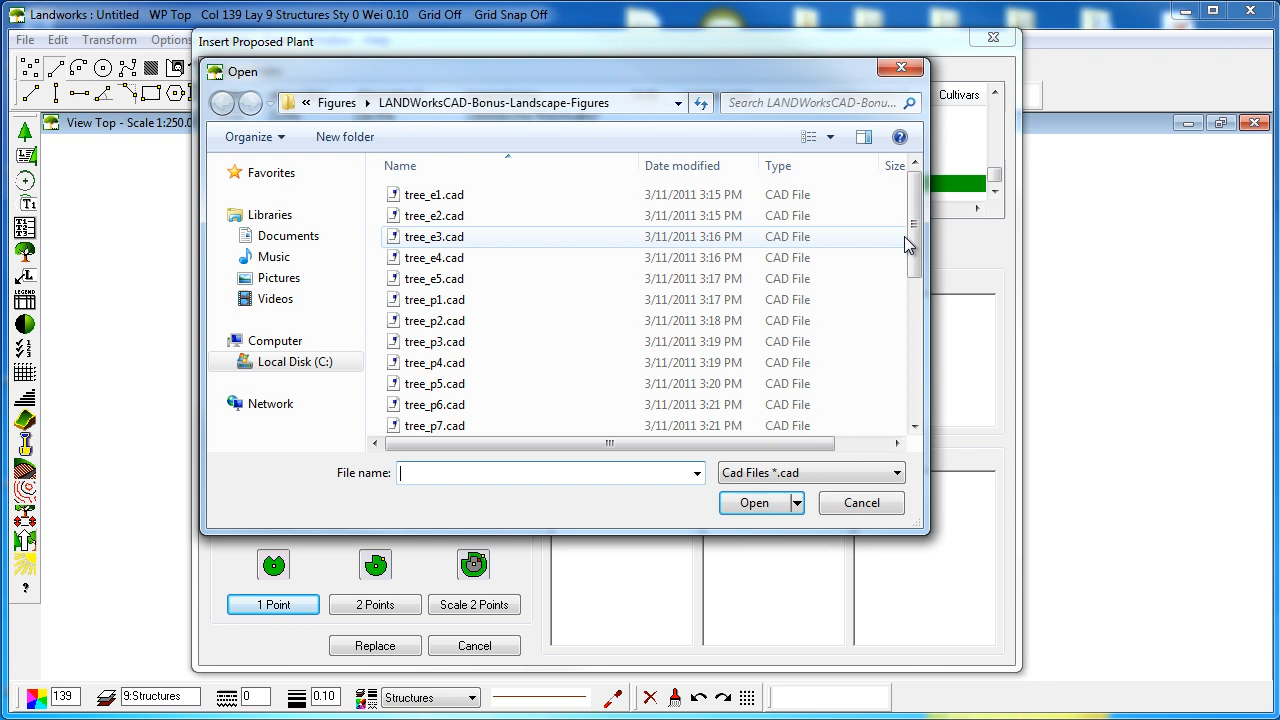 Landworks : Untitled WP Top Col 139 Lay 9 Structures Sty 0 Wei 0.10 Grid Off Grid Snap Off
File Edit Transform Options
Insert Proposed Plant
Open
Figures LANDWorksCAD-Bonus-Landscape-Figures Search LANDWorksCAD-Bonu...
Cultivars
View Top - Scale 1:250.0
Organize New folder
Name Date modified Type Size
Favorites
Libraries
Documents
Music
Pictures
Videos
Computer
Local Disk (C:)
Network
tree_e1.cad 3/11/2011 3:15 PM CAD File
tree_e2.cad 3/11/2011 3:15 PM CAD File
tree_e3.cad 3/11/2011 3:16 PM CAD File
tree_e4.cad 3/11/2011 3:16 PM CAD File
tree_e5.cad 3/11/2011 3:17 PM CAD File
tree_p1.cad 3/11/2011 3:17 PM CAD File
tree_p2.cad 3/11/2011 3:18 PM CAD File
tree_p3.cad 3/11/2011 3:19 PM CAD File
tree_p4.cad 3/11/2011 3:19 PM CAD File
tree_p5.cad 3/11/2011 3:20 PM CAD File
tree_p6.cad 3/11/2011 3:21 PM CAD File
tree_p7.cad 3/11/2011 3:21 PM CAD File
File name: Cad Files *.cad
Open Cancel
T1
LEGEND
?
1 Point 2 Points Scale 2 Points
Replace Cancel
139 9:Structures 0 0.10 Structures